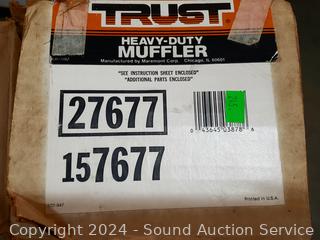 TRUST
HEAVY-DUTY
MUFFLER
Manufactured by Maremont Corp. Chicago, IL 60601
*SEE INSTRUCTION SHEET ENCLOSED*
*ADDITIONAL PARTS ENCLOSED*
27677
0 43645 03878 6
157677
Printed in U.S.A.
Copyright 2024 - Sound Auction Service